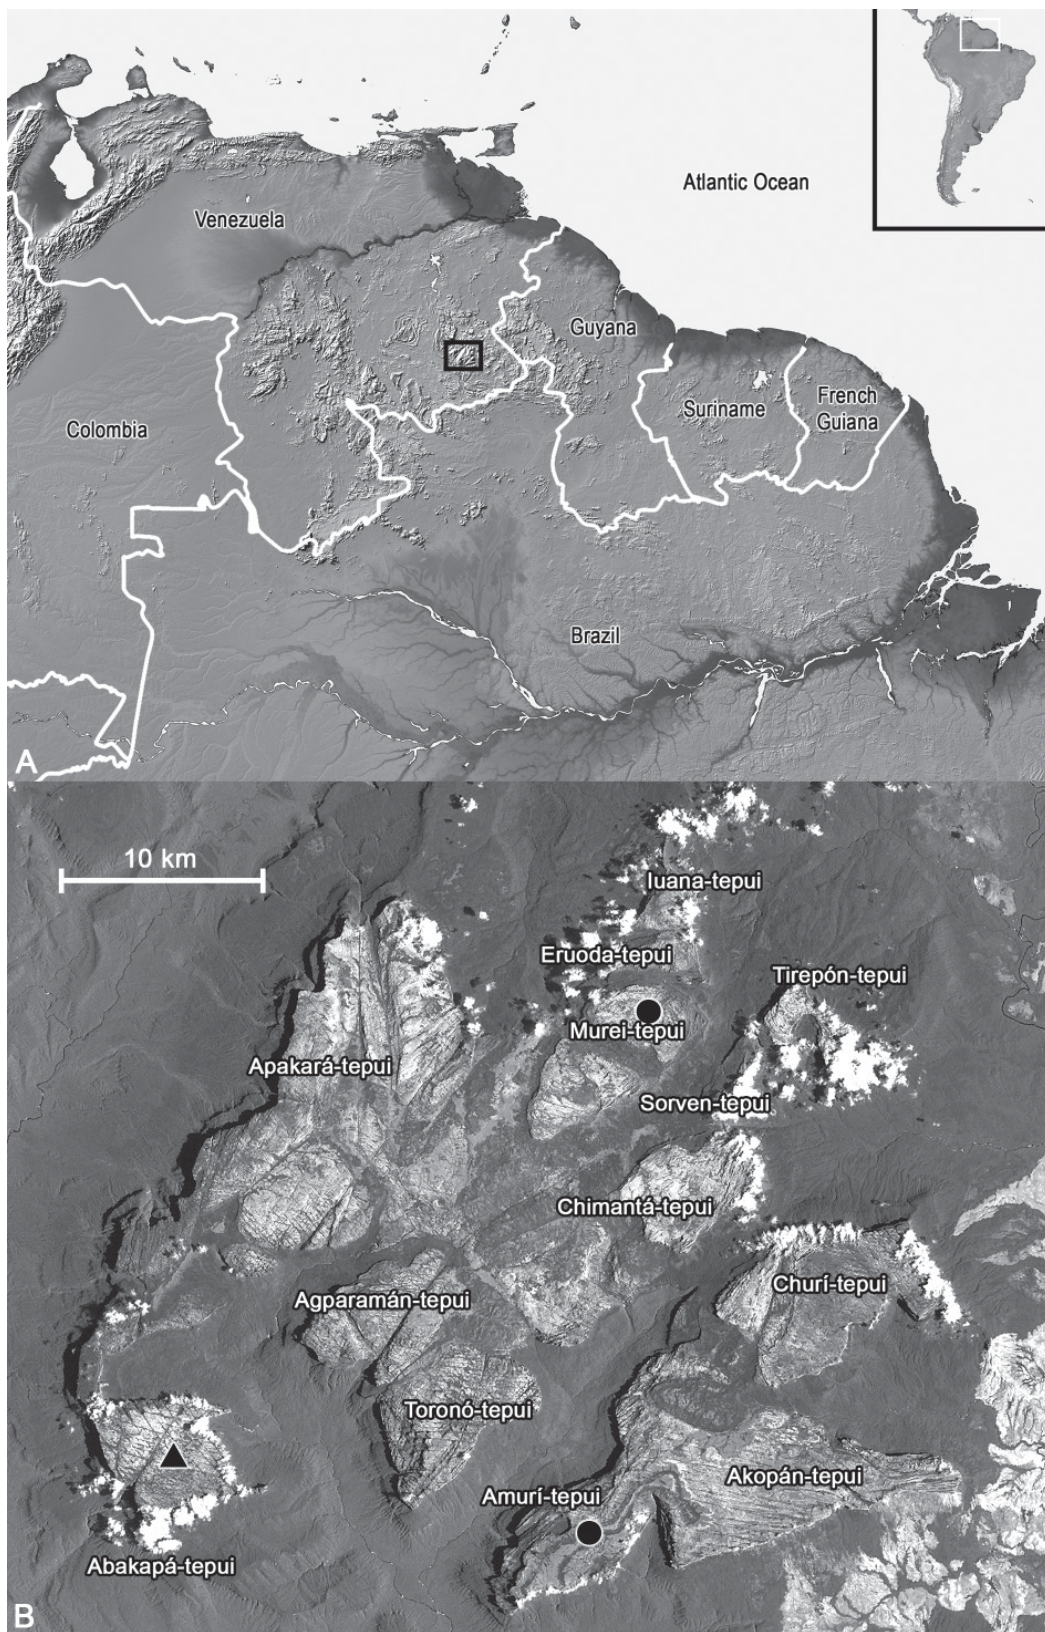 Atlantic Ocean
Venezuela
Guyana
Suriname
French
Guiana
Colombia
Brazil
A
10 km
Iuana-tepui
Eruoda-tepui
Tirepón-tepui
Murei-tepui
Apakará-tepui
Sorven-tepui
Chimantá-tepui
Churí-tepui
Agparamán-tepui
Toronó-tepui
Akopán-tepui
Amurí-tepui
Abakapá-tepui
B